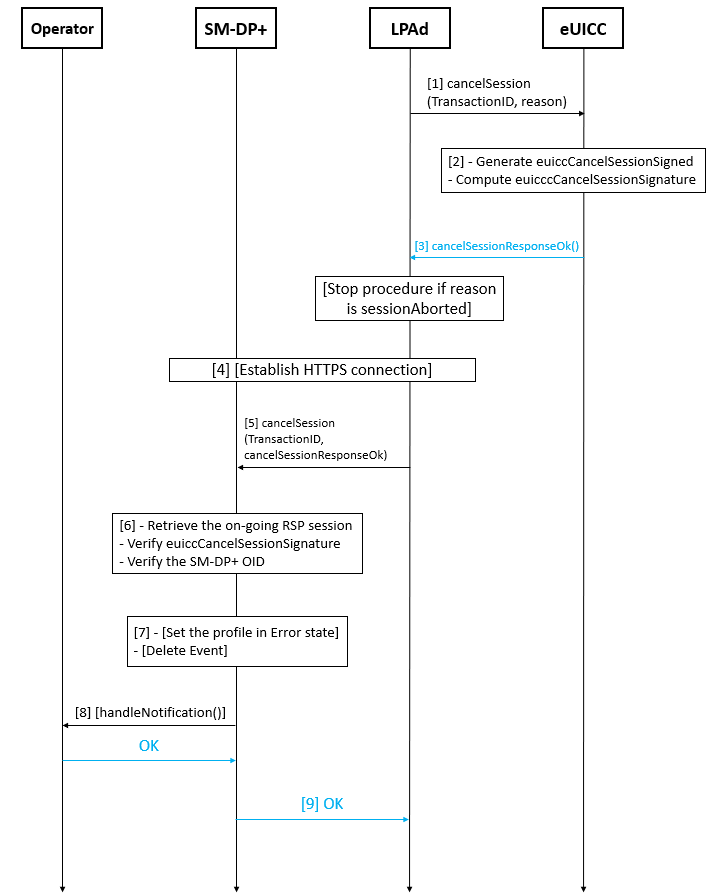 Operator
SM-DP+
LPAd
eUICC
[1] cancelSession
(TransactionID, reason)
[2] - Generate euiccCancelSessionSigned
- Compute euicccCancelSessionSignature
[3] cancelSessionResponseOk()
[Stop procedure if reason
is sessionAborted]
[4] [Establish HTTPS connection]
[5] cancelSession
(TransactionID,
cancelSessionResponseOk)
[6] - Retrieve the on-going RSP session
- Verify euiccCancelSessionSignature
- Verify the SM-DP+ OID
[7] - [Set the profile in Error state]
- [Delete Event]
[8] [handleNotification()]
OK
[9] OK